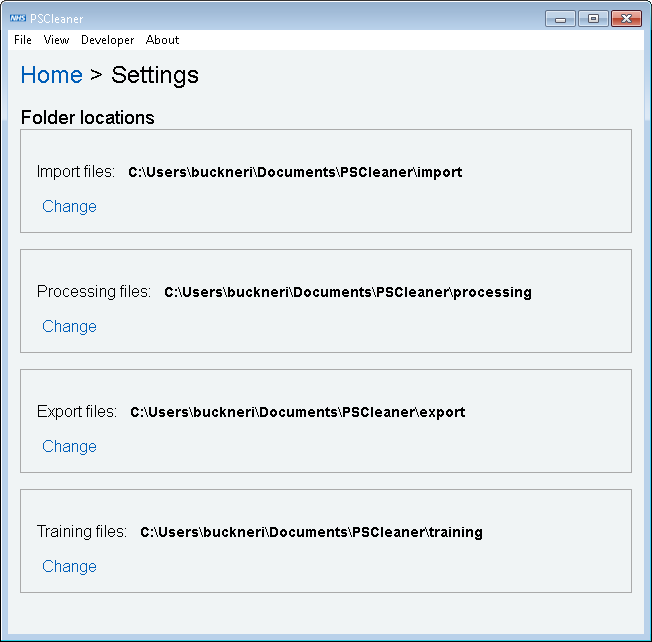 NHS PSCleaner
File View Developer About
Home > Settings
Folder locations
Import files: C:\Users\buckneri\Documents\PSCleaner\import
Change
Processing files: C:\Users\buckneri\Documents\PSCleaner\processing
Change
Export files: C:\Users\buckneri\Documents\PSCleaner\export
Change
Training files: C:\Users\buckneri\Documents\PSCleaner\training
Change